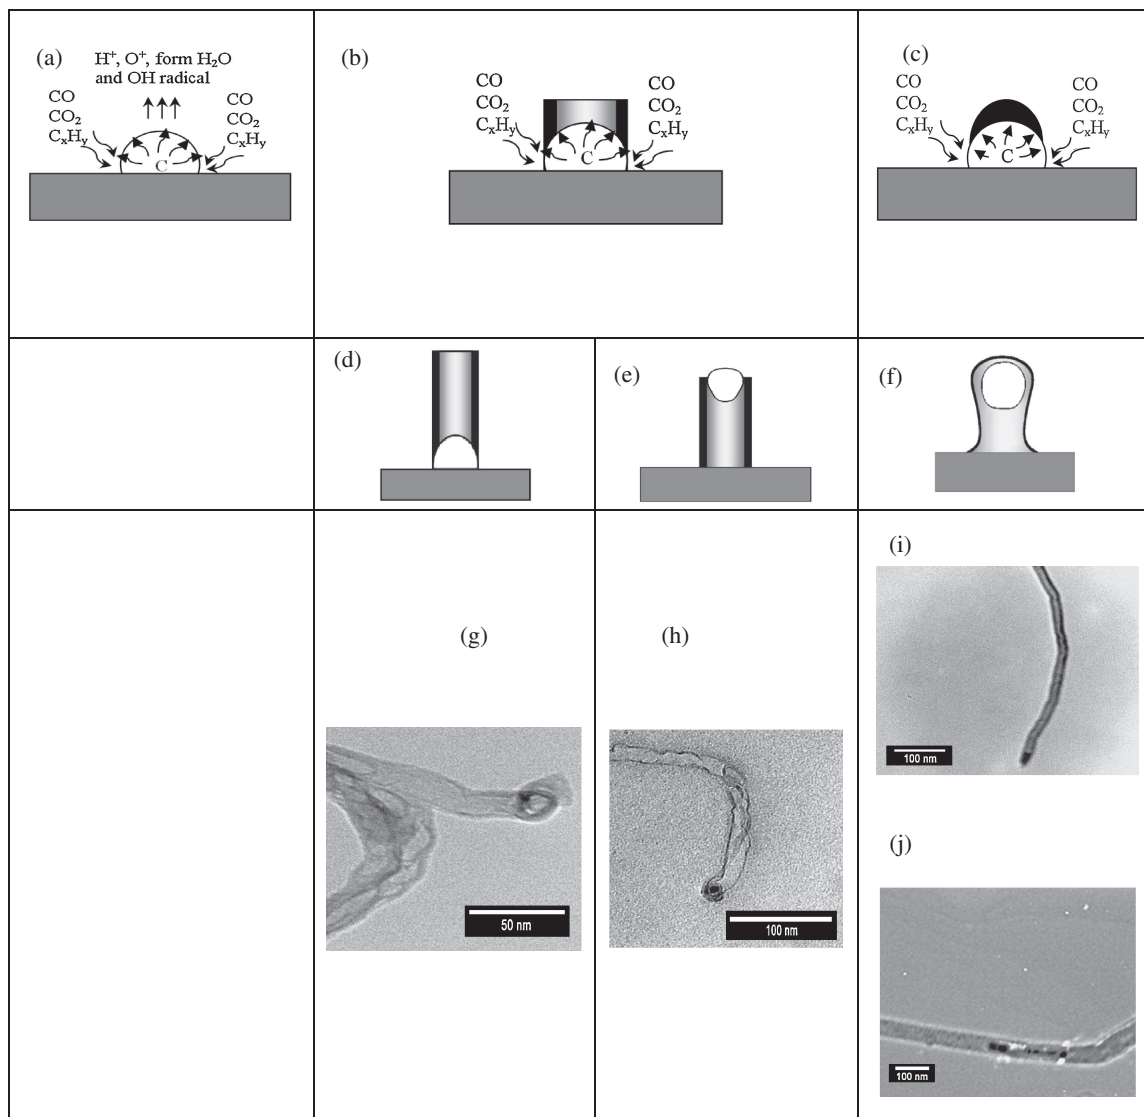 (a)
H⁺, O⁺, form H₂O
and OH radical
CO
CO₂
CₓHᵧ
CO
CO₂
CₓHᵧ
C
(b)
CO
CO₂
CₓHᵧ
CO
CO₂
CₓHᵧ
C
(c)
CO
CO₂
CₓHᵧ
CO
CO₂
CₓHᵧ
C
(d)
(e)
(f)
(g)
50 nm
(h)
100 nm
(i)
100 nm
(j)
100 nm